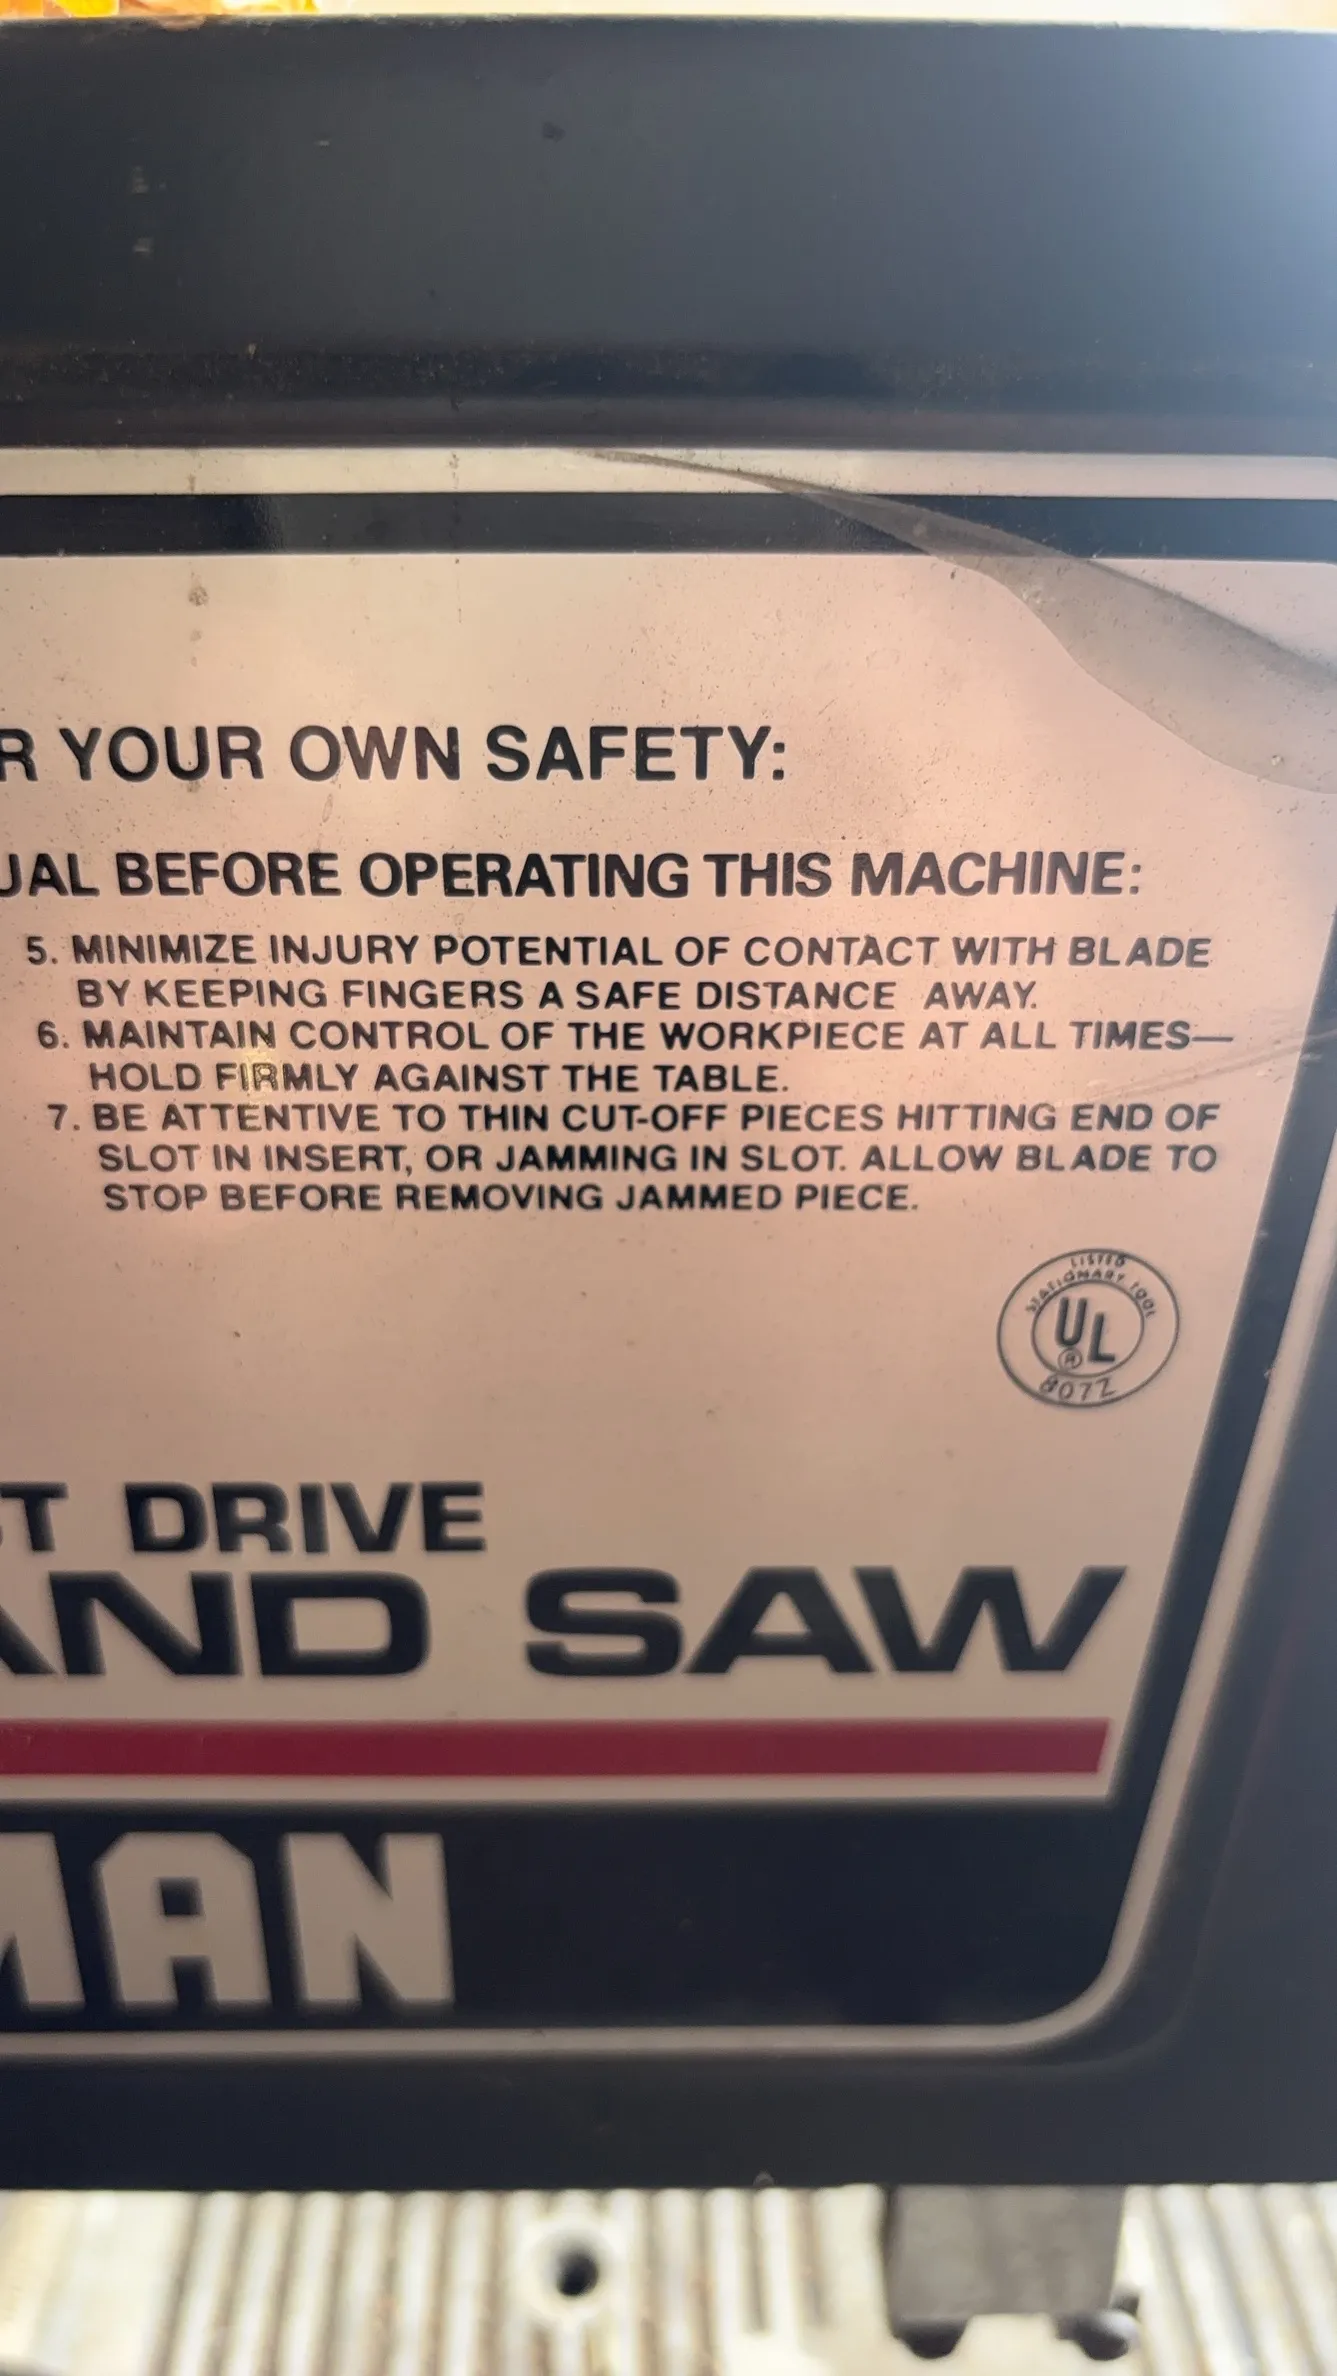 R YOUR OWN SAFETY:
UAL BEFORE OPERATING THIS MACHINE:
5. MINIMIZE INJURY POTENTIAL OF CONTACT WITH BLADE
BY KEEPING FINGERS A SAFE DISTANCE AWAY.
6. MAINTAIN CONTROL OF THE WORKPIECE AT ALL TIMES—
HOLD FIRMLY AGAINST THE TABLE.
7. BE ATTENTIVE TO THIN CUT-OFF PIECES HITTING END OF
SLOT IN INSERT, OR JAMMING IN SLOT. ALLOW BLADE TO
STOP BEFORE REMOVING JAMMED PIECE.
LISTED
STATIONARY TOOL
UL
®
807Z
ST DRIVE
AND SAW
MAN